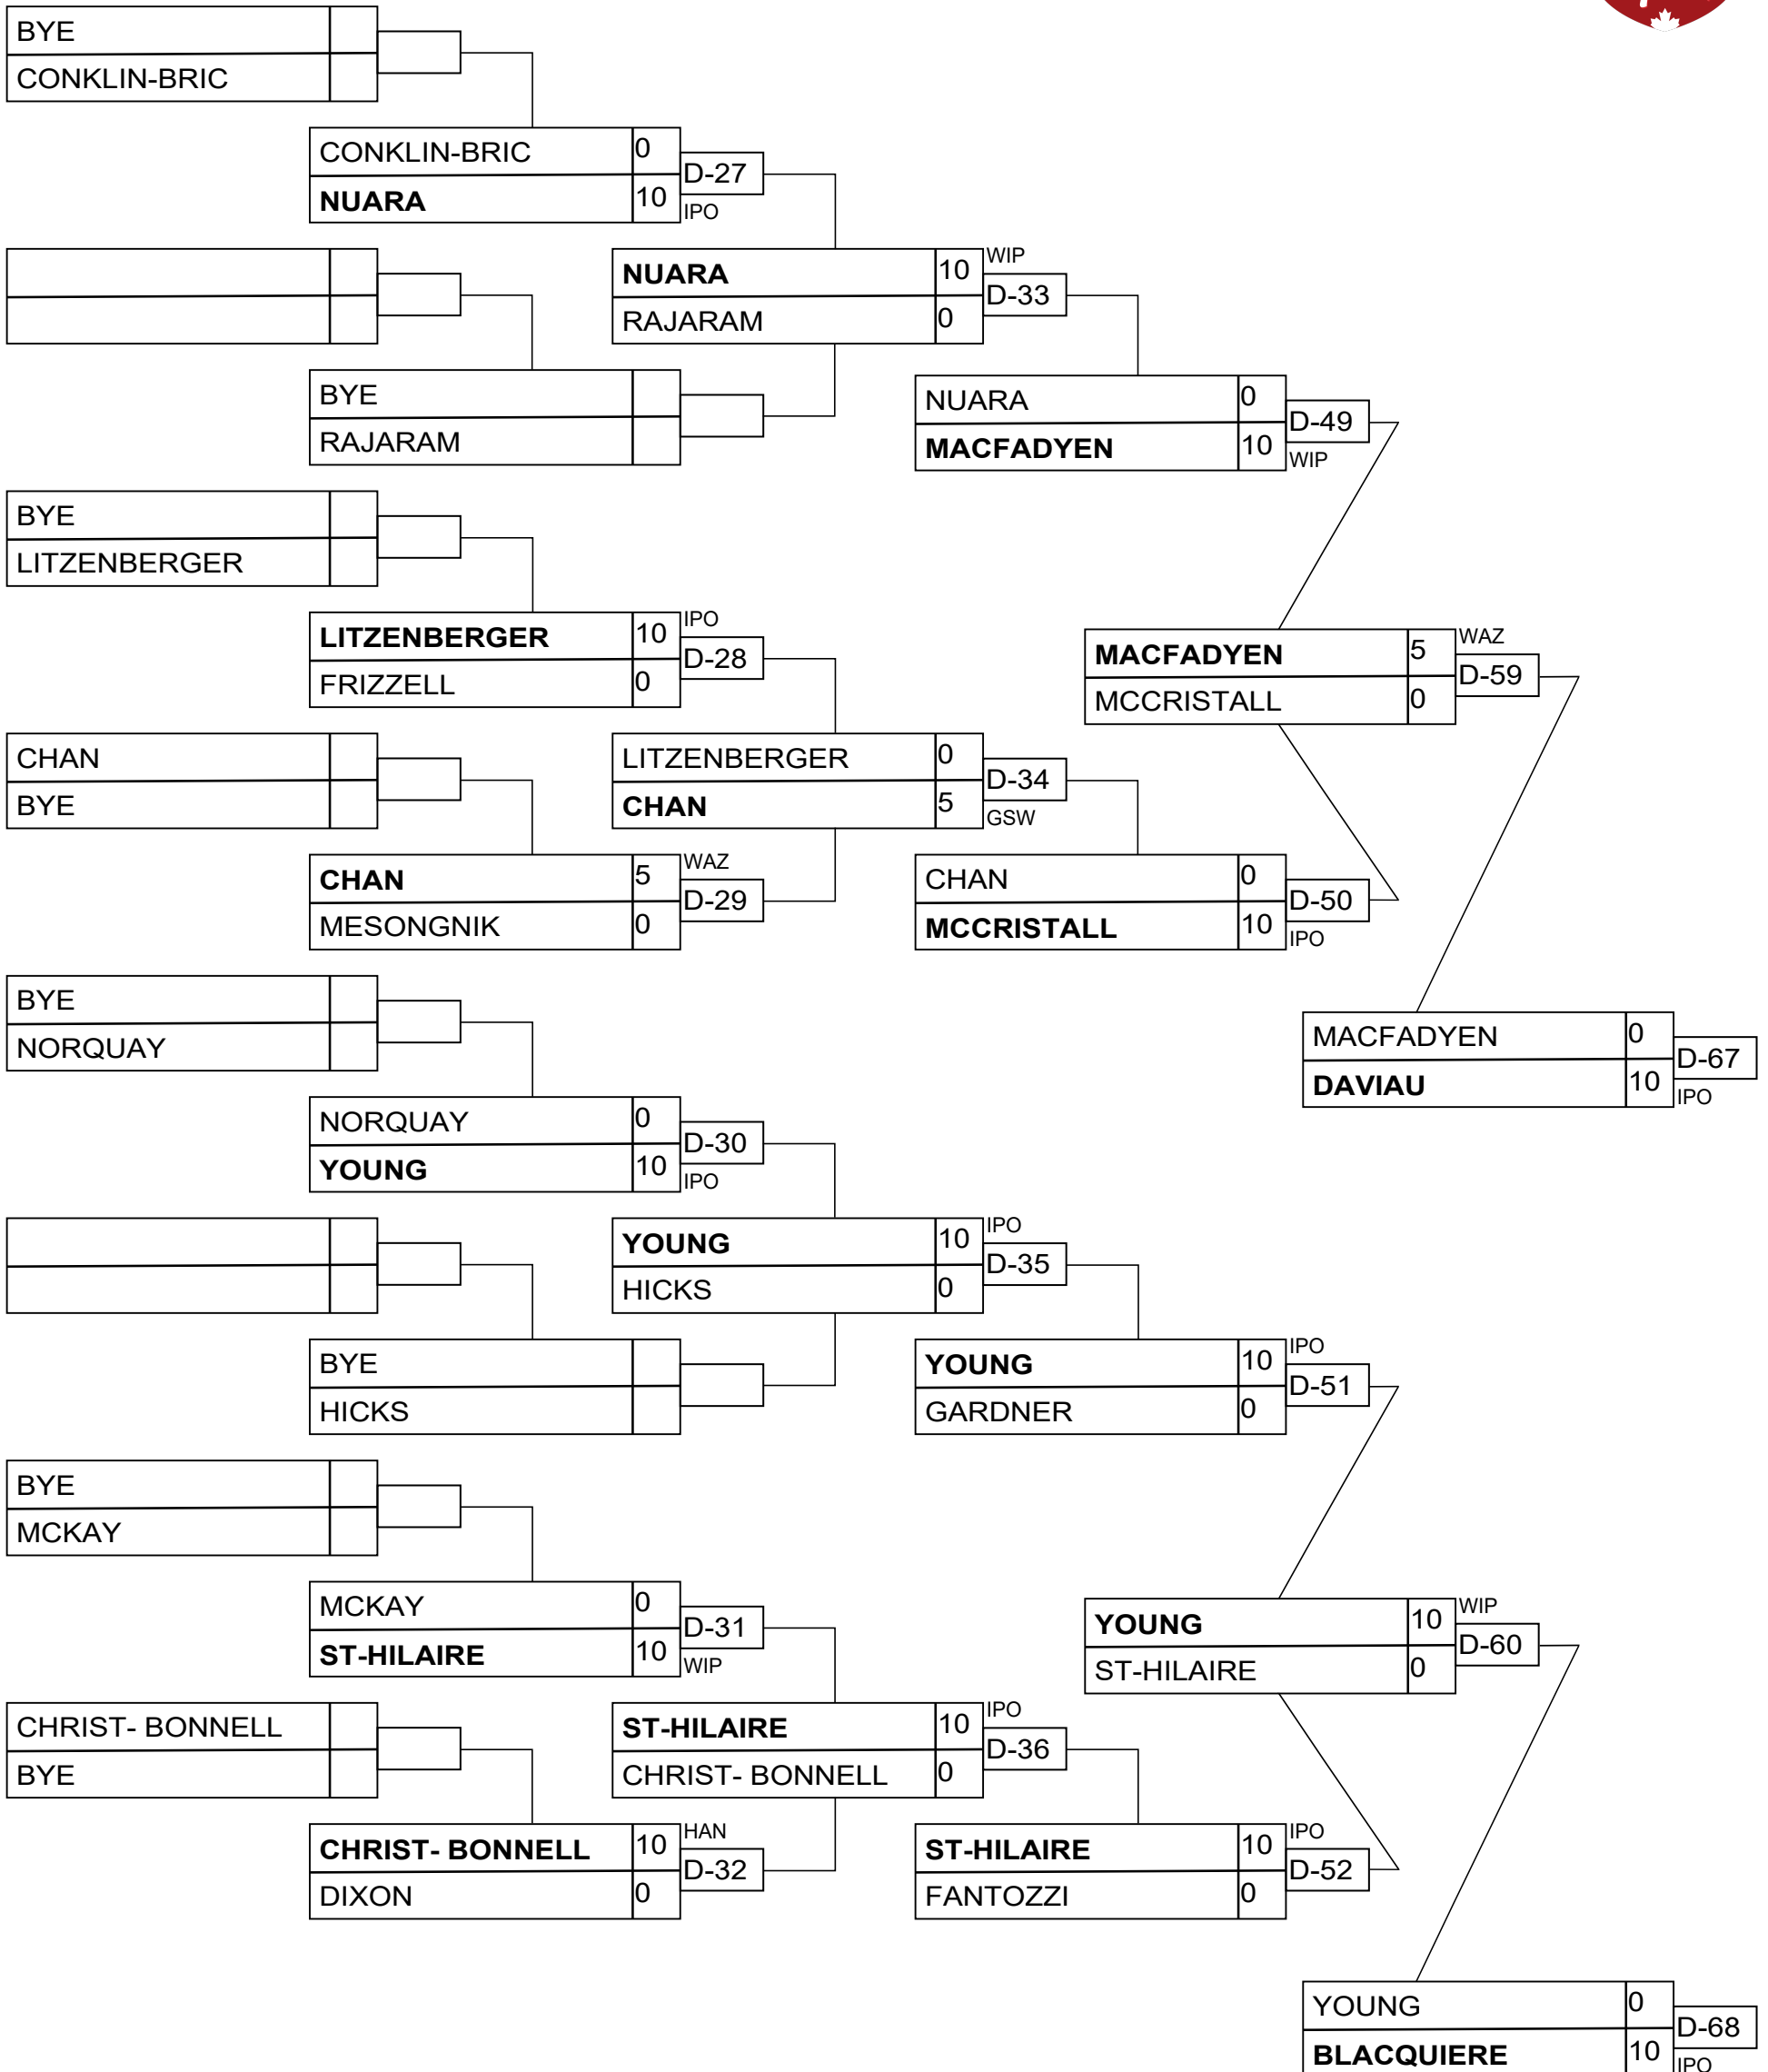 BYE
CONKLIN-BRIC
CONKLIN-BRIC 0
D-27
NUARA 10
IPO
NUARA 10
WIP
D-33
RAJARAM 0
BYE
RAJARAM
NUARA 0
D-49
MACFADYEN 10
WIP
BYE
LITZENBERGER
LITZENBERGER 10
IPO
D-28
FRIZZELL 0
MACFADYEN 5
WAZ
D-59
MCCRISTALL 0
CHAN
BYE
LITZENBERGER 0
D-34
CHAN 5
GSW
CHAN 5
WAZ
D-29
MESONGNIK 0
CHAN 0
D-50
MCCRISTALL 10
IPO
BYE
NORQUAY
MACFADYEN 0
D-67
DAVIAU 10
IPO
NORQUAY 0
D-30
YOUNG 10
IPO
YOUNG 10
IPO
D-35
HICKS 0
BYE
HICKS
YOUNG 10
IPO
D-51
GARDNER 0
BYE
MCKAY
MCKAY 0
D-31
ST-HILAIRE 10
WIP
YOUNG 10
WIP
D-60
ST-HILAIRE 0
CHRIST- BONNELL
BYE
ST-HILAIRE 10
IPO
D-36
CHRIST- BONNELL 0
CHRIST- BONNELL 10
HAN
D-32
DIXON 0
ST-HILAIRE 10
IPO
D-52
FANTOZZI 0
YOUNG 0
D-68
BLACQUIERE 10
IPO